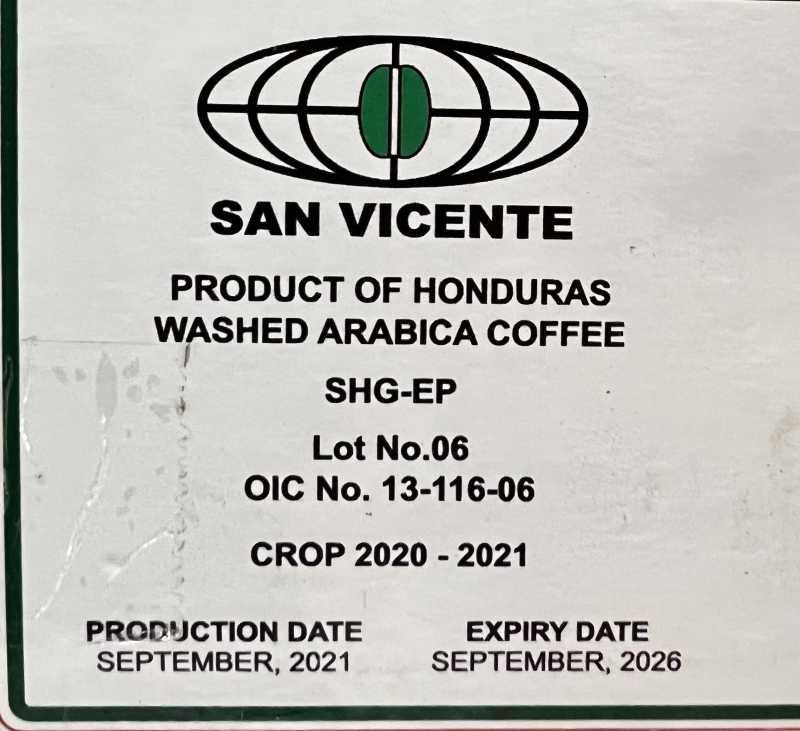 SAN VICENTE
PRODUCT OF HONDURAS
WASHED ARABICA COFFEE
SHG-EP
Lot No.06
OIC No. 13-116-06
CROP 2020 - 2021
PRODUCTION DATE EXPIRY DATE
SEPTEMBER, 2021 SEPTEMBER, 2026